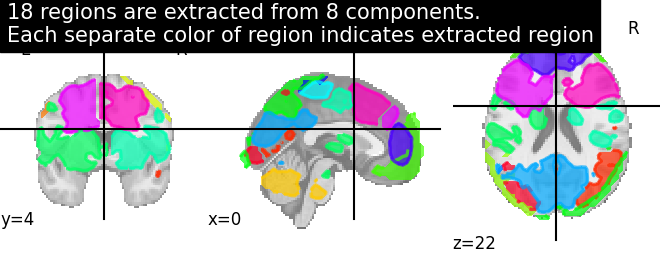 18 regions are extracted from 8 components.
Each separate color of region indicates extracted region
R
y=4
x=0
z=22